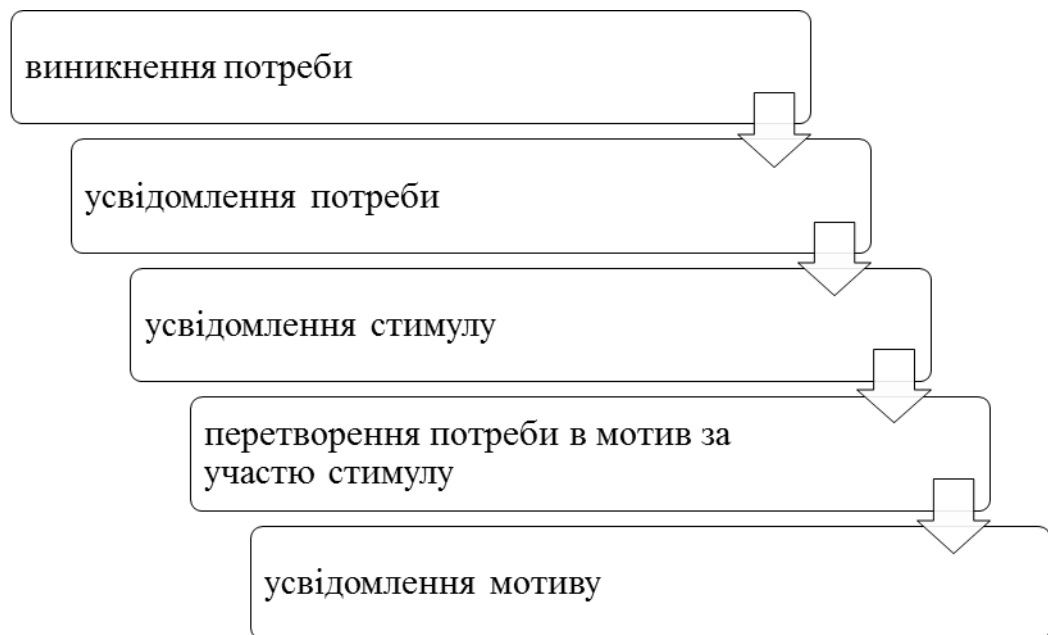 виникнення потреби
усвідомлення потреби
усвідомлення стимулу
перетворення потреби в мотив за
участю стимулу
усвідомлення мотиву